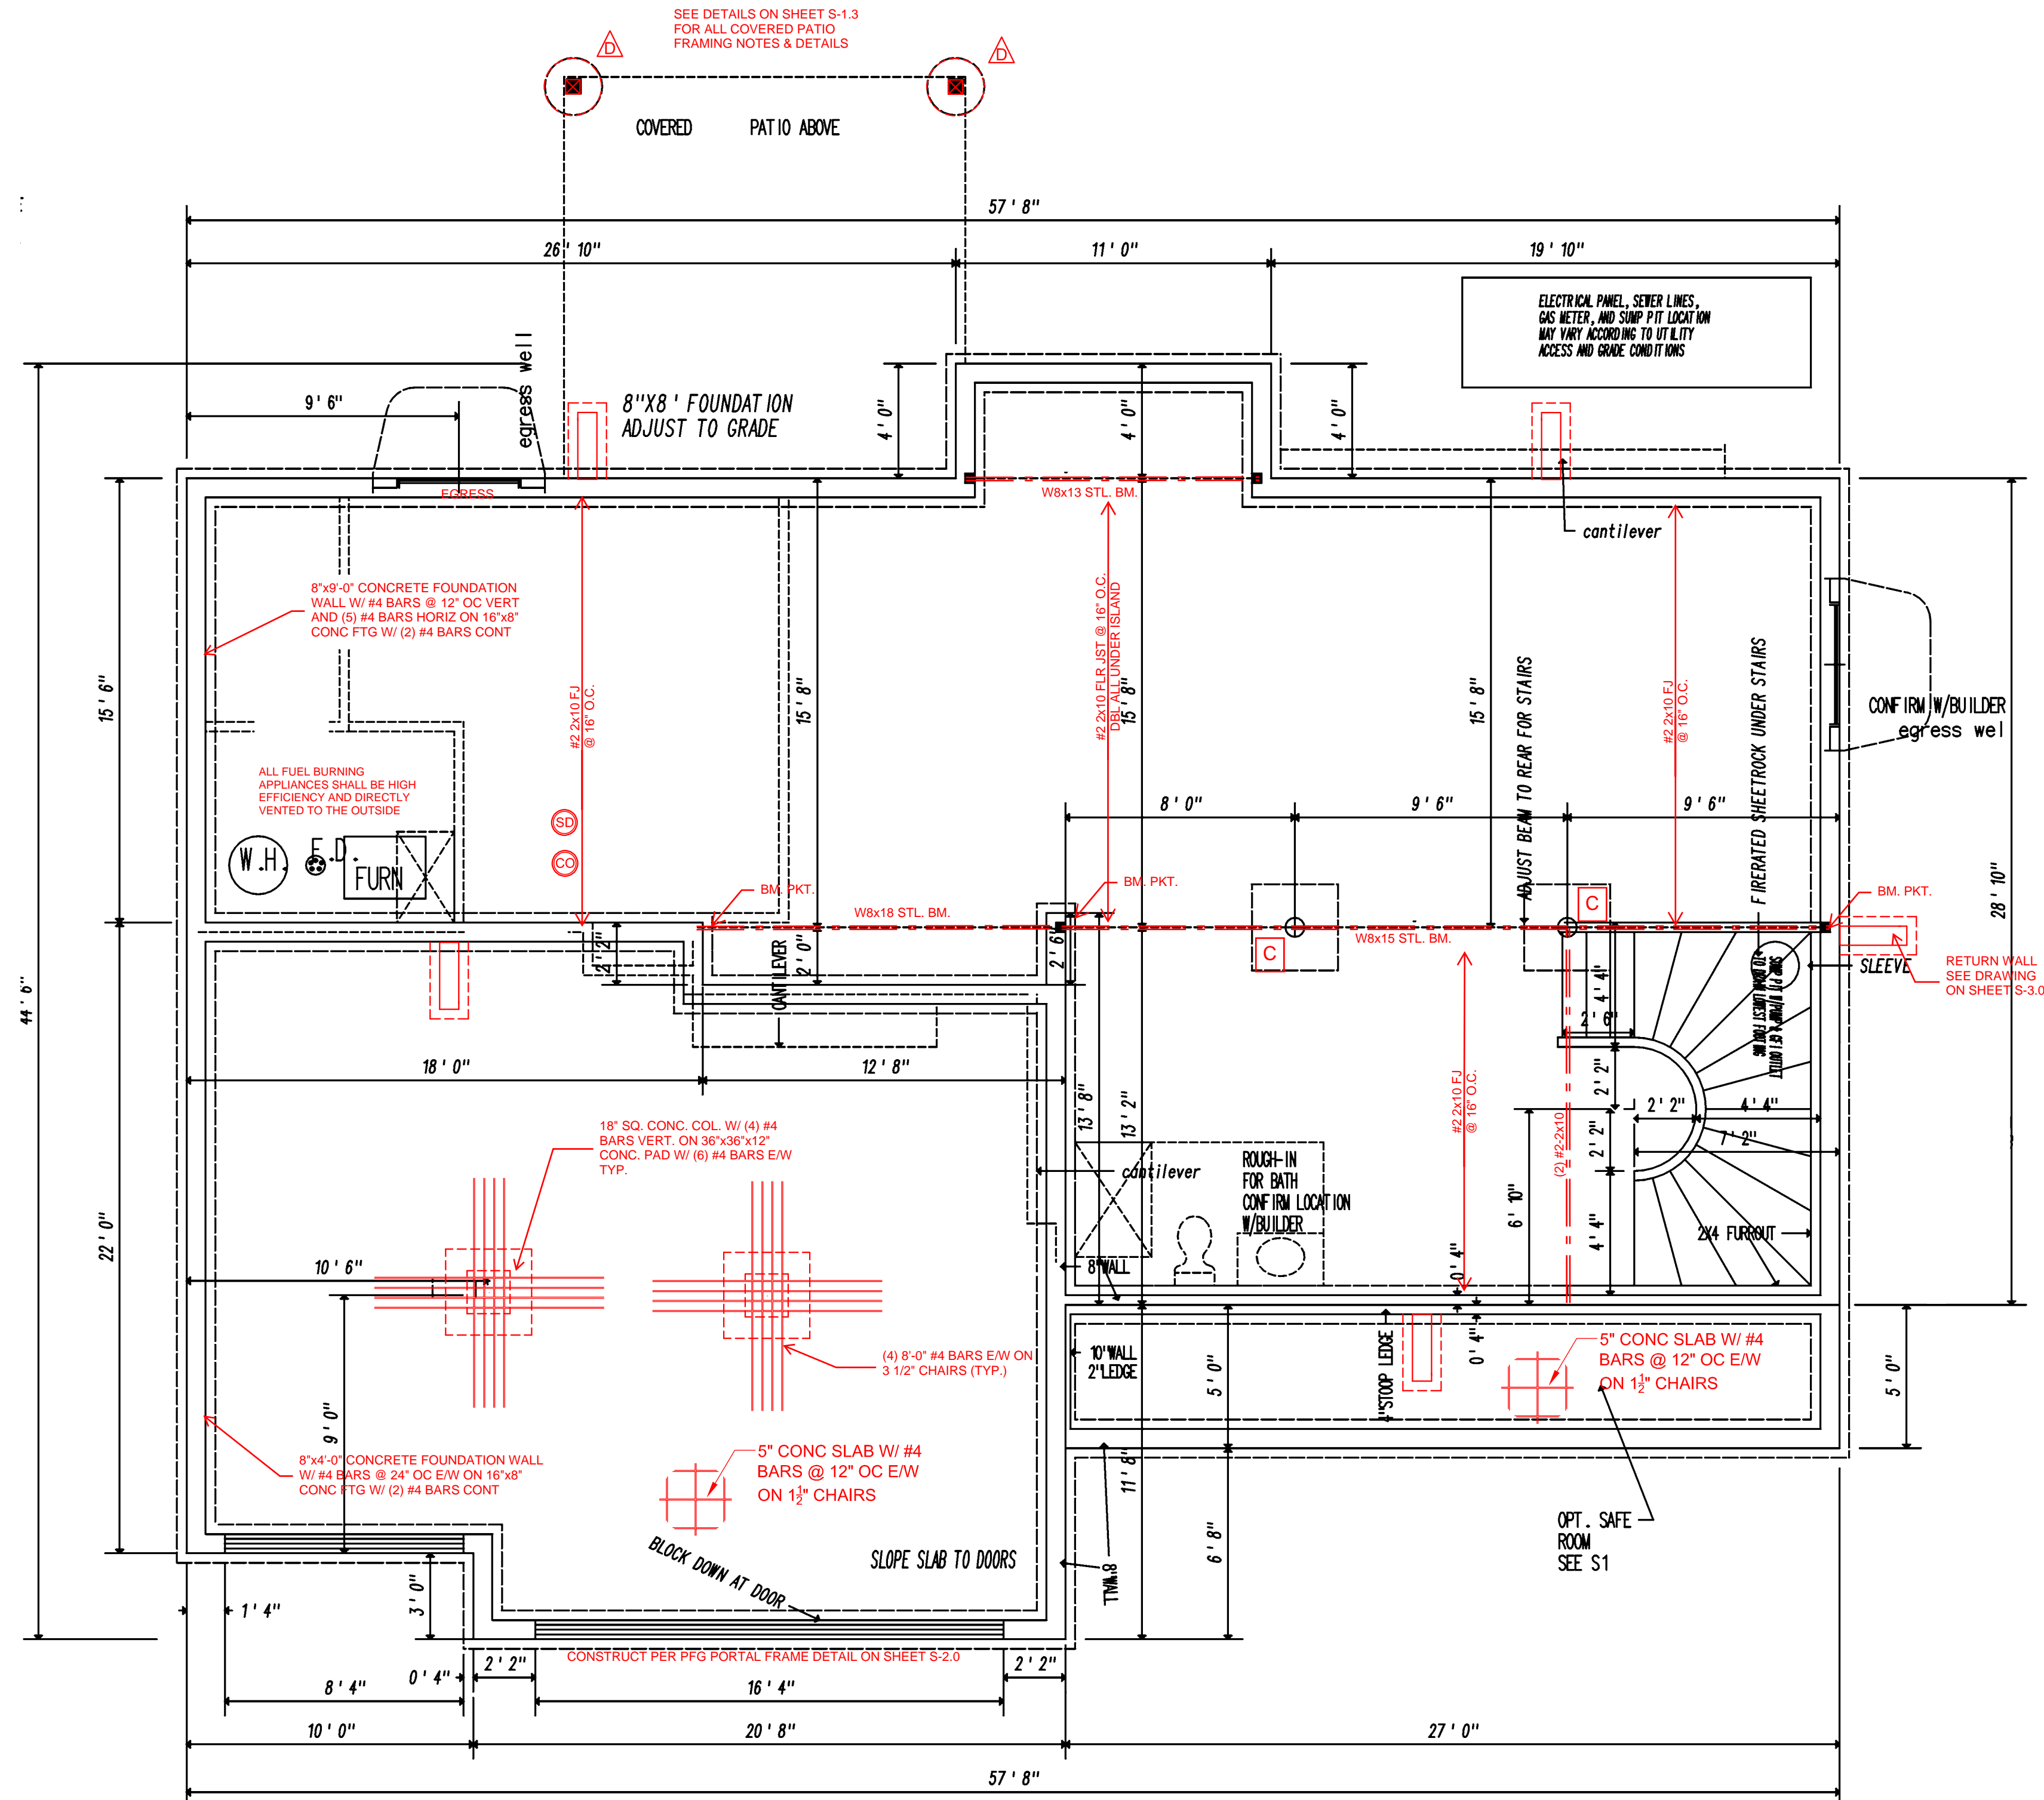 SEE DETAILS ON SHEET S-1.3
FOR ALL COVERED PATIO
FRAMING NOTES & DETAILS
D
D
COVERED PATIO ABOVE
57'8"
26'10"
11'0"
19'10"
ELECTRICAL PANEL, SEWER LINES,
GAS METER, AND SUMP PIT LOCATION
MAY VARY ACCORDING TO UTILITY
ACCESS AND GRADE CONDITIONS
egress well
9'6"
8"X8' FOUNDATION
ADJUST TO GRADE
4'0"
4'0"
4'0"
EGRESS
W8x13 STL. BM.
cantilever
8"x9'-0" CONCRETE FOUNDATION
WALL W/ #4 BARS @ 12" OC VERT
AND (5) #4 BARS HORIZ ON 16"x8"
CONC FTG W/ (2) #4 BARS CONT
15'6"
#2 2x10 FJ
@ 16" O.C.
15'8"
#2 2x10 FLR JST @ 16" O.C.
DBL ALL UNDER ISLAND
15'8"
15'8"
ADJUST BEAM TO REAR FOR STAIRS
#2 2x10 FJ
@ 16" O.C.
FIRERATED SHEETROCK UNDER STAIRS
CONFIRM W/BUILDER
egress wel
ALL FUEL BURNING
APPLIANCES SHALL BE HIGH
EFFICIENCY AND DIRECTLY
VENTED TO THE OUTSIDE
SD
CO
W.H.
F.D.
FURN
8'0"
9'6"
9'6"
28'10"
BM. PKT.
BM. PKT.
BM. PKT.
W8x18 STL. BM.
W8x15 STL. BM.
C
C
2'2"
2'0"
2'6"
CANTILEVER
4'4"
2'6"
SLEEVE
RETURN WALL
SEE DRAWING
ON SHEET S-3.0
44'6"
18'0"
12'8"
13'8"
13'2"
#2 2x10 FJ
@ 16" O.C.
(2) #2-2x10
2'2"
2'2"
2'2"
4'4"
7'2"
6'10"
4'4"
18" SQ. CONC. COL. W/ (4) #4
BARS VERT. ON 36"x36"x12"
CONC. PAD W/ (6) #4 BARS E/W
TYP.
cantilever
ROUGH-IN
FOR BATH
CONFIRM LOCATION
W/BUILDER
2X4 FURROUT
22'0"
10'6"
8"WALL
0'4"
(4) 8'-0" #4 BARS E/W ON
3 1/2" CHAIRS (TYP.)
10"WALL
2"LEDGE
5'0"
4"STOOP LEDGE
0'4"
5" CONC SLAB W/ #4
BARS @ 12" OC E/W
ON 1½" CHAIRS
5'0"
9'0"
8"x4'-0" CONCRETE FOUNDATION WALL
W/ #4 BARS @ 24" OC E/W ON 16"x8"
CONC FTG W/ (2) #4 BARS CONT
5" CONC SLAB W/ #4
BARS @ 12" OC E/W
ON 1½" CHAIRS
11'8"
6'8"
8"WALL
BLOCK DOWN AT DOOR
SLOPE SLAB TO DOORS
OPT. SAFE
ROOM
SEE S1
1'4"
3'0"
CONSTRUCT PER PFG PORTAL FRAME DETAIL ON SHEET S-2.0
8'4"
0'4"
2'2"
16'4"
2'2"
10'0"
20'8"
27'0"
57'8"